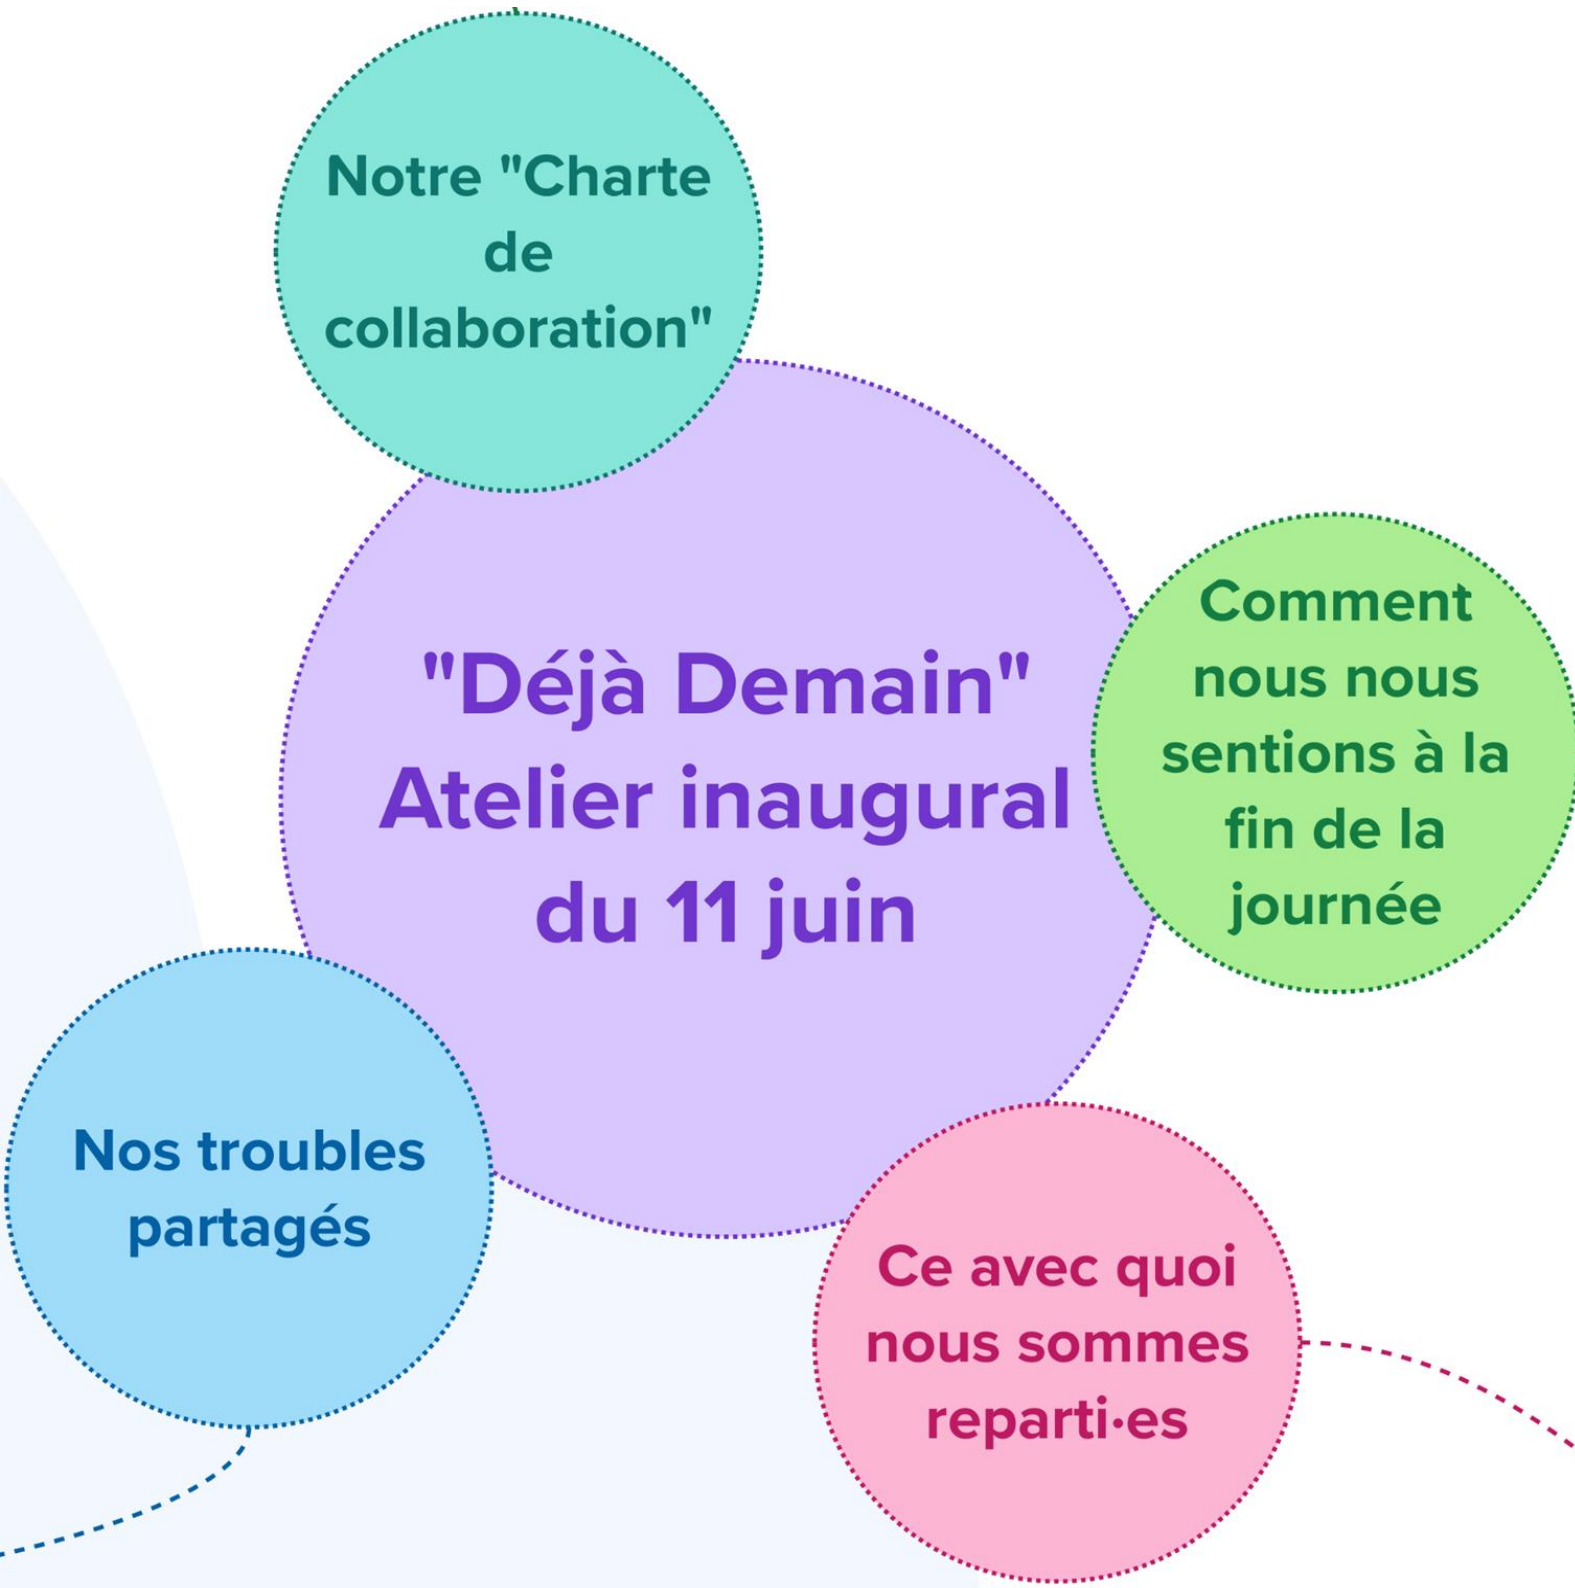 Notre "Charte
de
collaboration"
"Déjà Demain"
Atelier inaugural
du 11 juin
Comment
nous nous
sentions à la
fin de la
journée
Nos troubles
partagés
Ce avec quoi
nous sommes
reparti·es